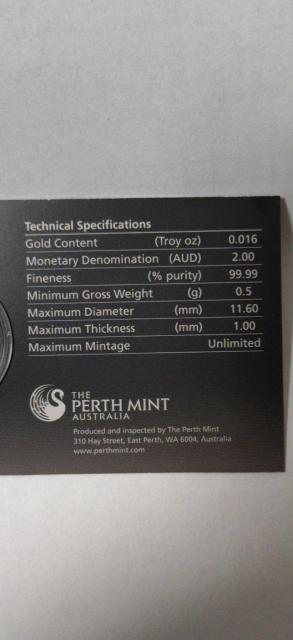 Technical Specifications
Gold Content (Troy oz) 0.016
Monetary Denomination (AUD) 2.00
Fineness (% purity) 99.99
Minimum Gross Weight (g) 0.5
Maximum Diameter (mm) 11.60
Maximum Thickness (mm) 1.00
Maximum Mintage Unlimited
THE
PERTH MINT
AUSTRALIA
Produced and inspected by The Perth Mint
310 Hay Street, East Perth, WA 6004, Australia
www.perthmint.com